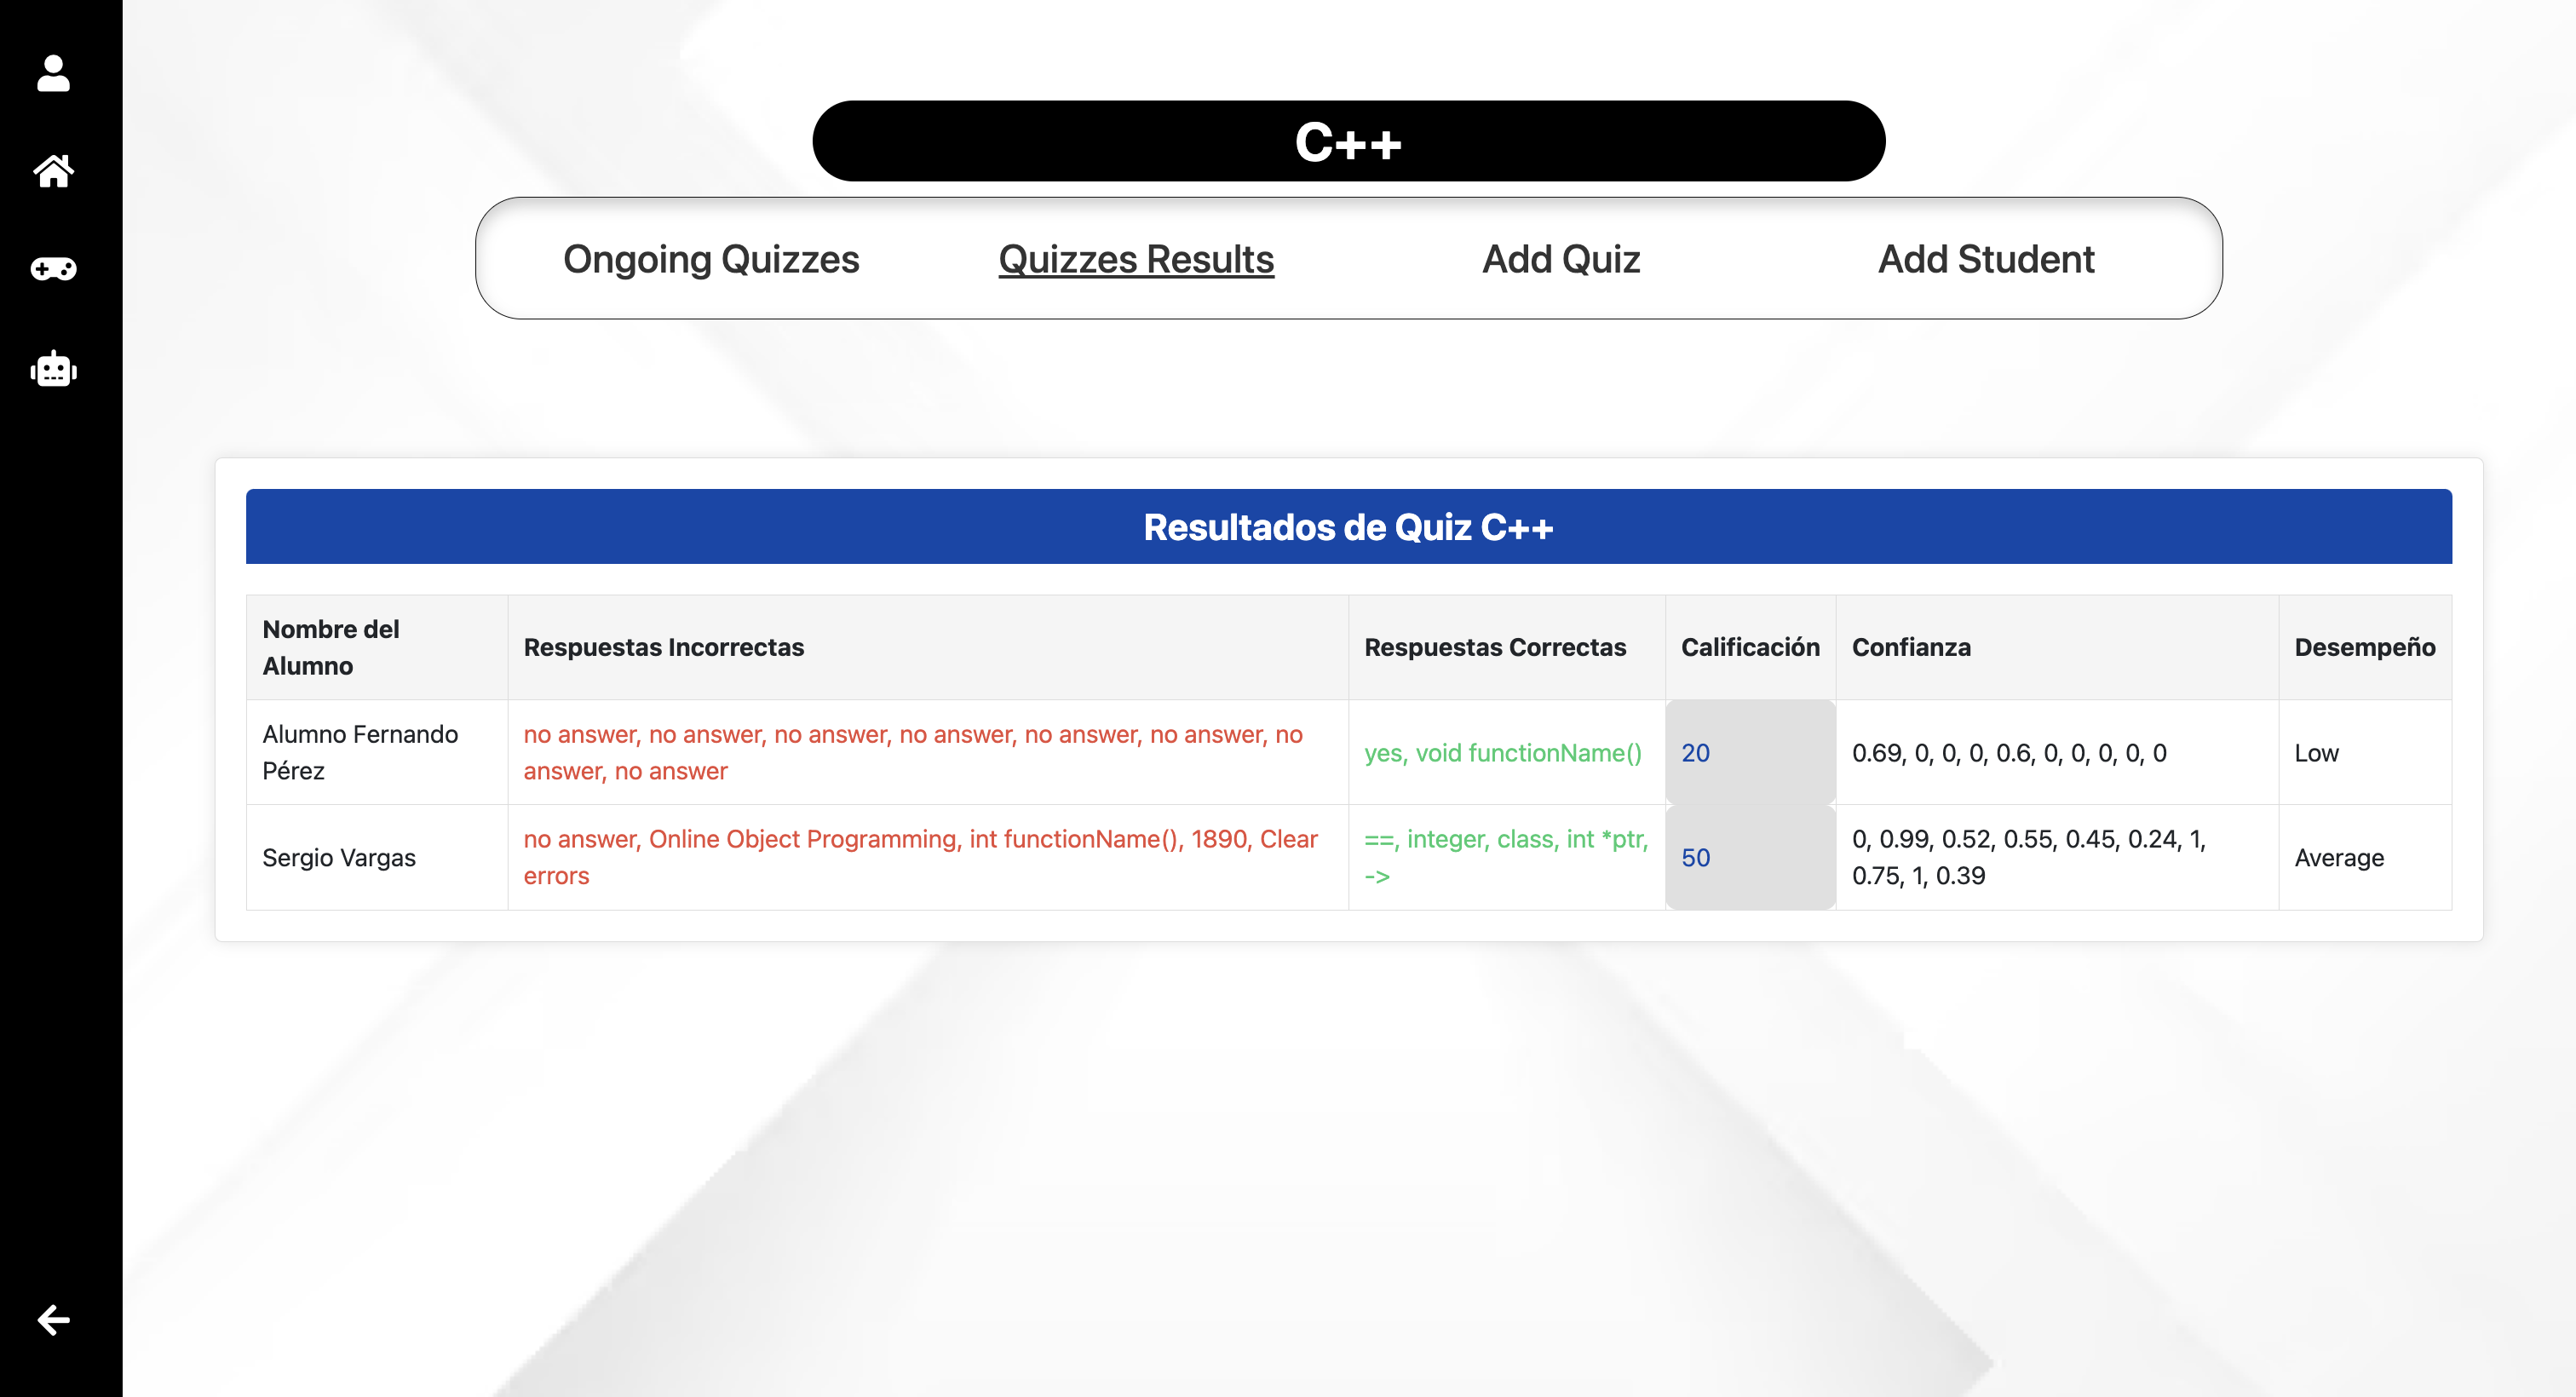 C++
Ongoing Quizzes Quizzes Results Add Quiz Add Student
Resultados de Quiz C++
Nombre del Alumno Respuestas Incorrectas Respuestas Correctas Calificación Confianza Desempeño
Alumno Fernando Pérez
no answer, no answer, no answer, no answer, no answer, no answer, no
answer, no answer
yes, void functionName()
20
0.69, 0, 0, 0, 0.6, 0, 0, 0, 0, 0
Low
Sergio Vargas
no answer, Online Object Programming, int functionName(), 1890, Clear
errors
==, integer, class, int *ptr,
->
50
0, 0.99, 0.52, 0.55, 0.45, 0.24, 1,
0.75, 1, 0.39
Average